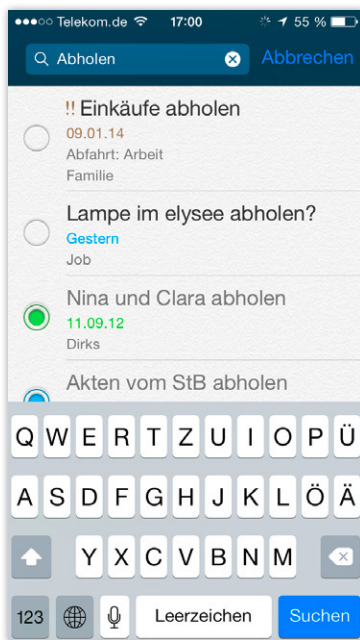 Telekom.de 17:00 55 %
Abholen Abbrechen
!! Einkäufe abholen
09.01.14
Abfahrt: Arbeit
Familie
Lampe im elysee abholen?
Gestern
Job
Nina und Clara abholen
11.09.12
Dirks
Akten vom StB abholen
Q W E R T Z U I O P Ü
A S D F G H J K L Ö Ä
Y X C V B N M
123 Leerzeichen Suchen